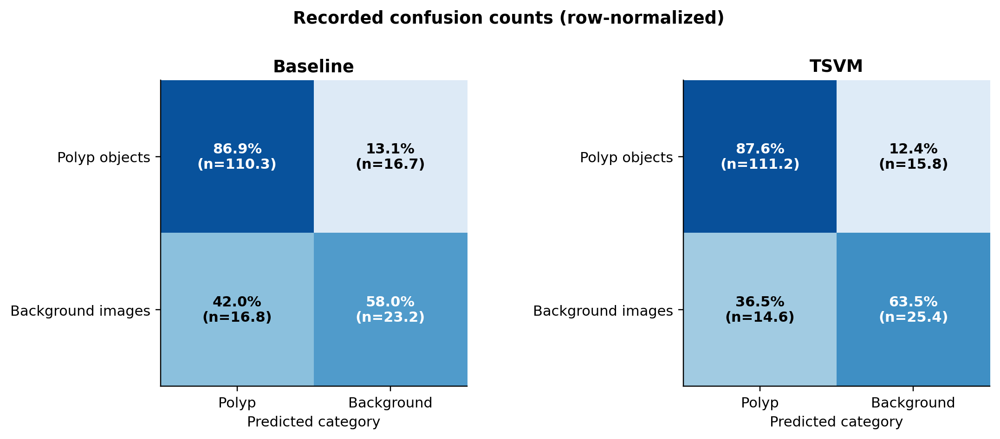 Recorded confusion counts (row-normalized)
Baseline
Polyp objects
86.9%
(n=110.3)
13.1%
(n=16.7)
Background images
42.0%
(n=16.8)
58.0%
(n=23.2)
Polyp
Background
Predicted category
TSVM
Polyp objects
87.6%
(n=111.2)
12.4%
(n=15.8)
Background images
36.5%
(n=14.6)
63.5%
(n=25.4)
Polyp
Background
Predicted category